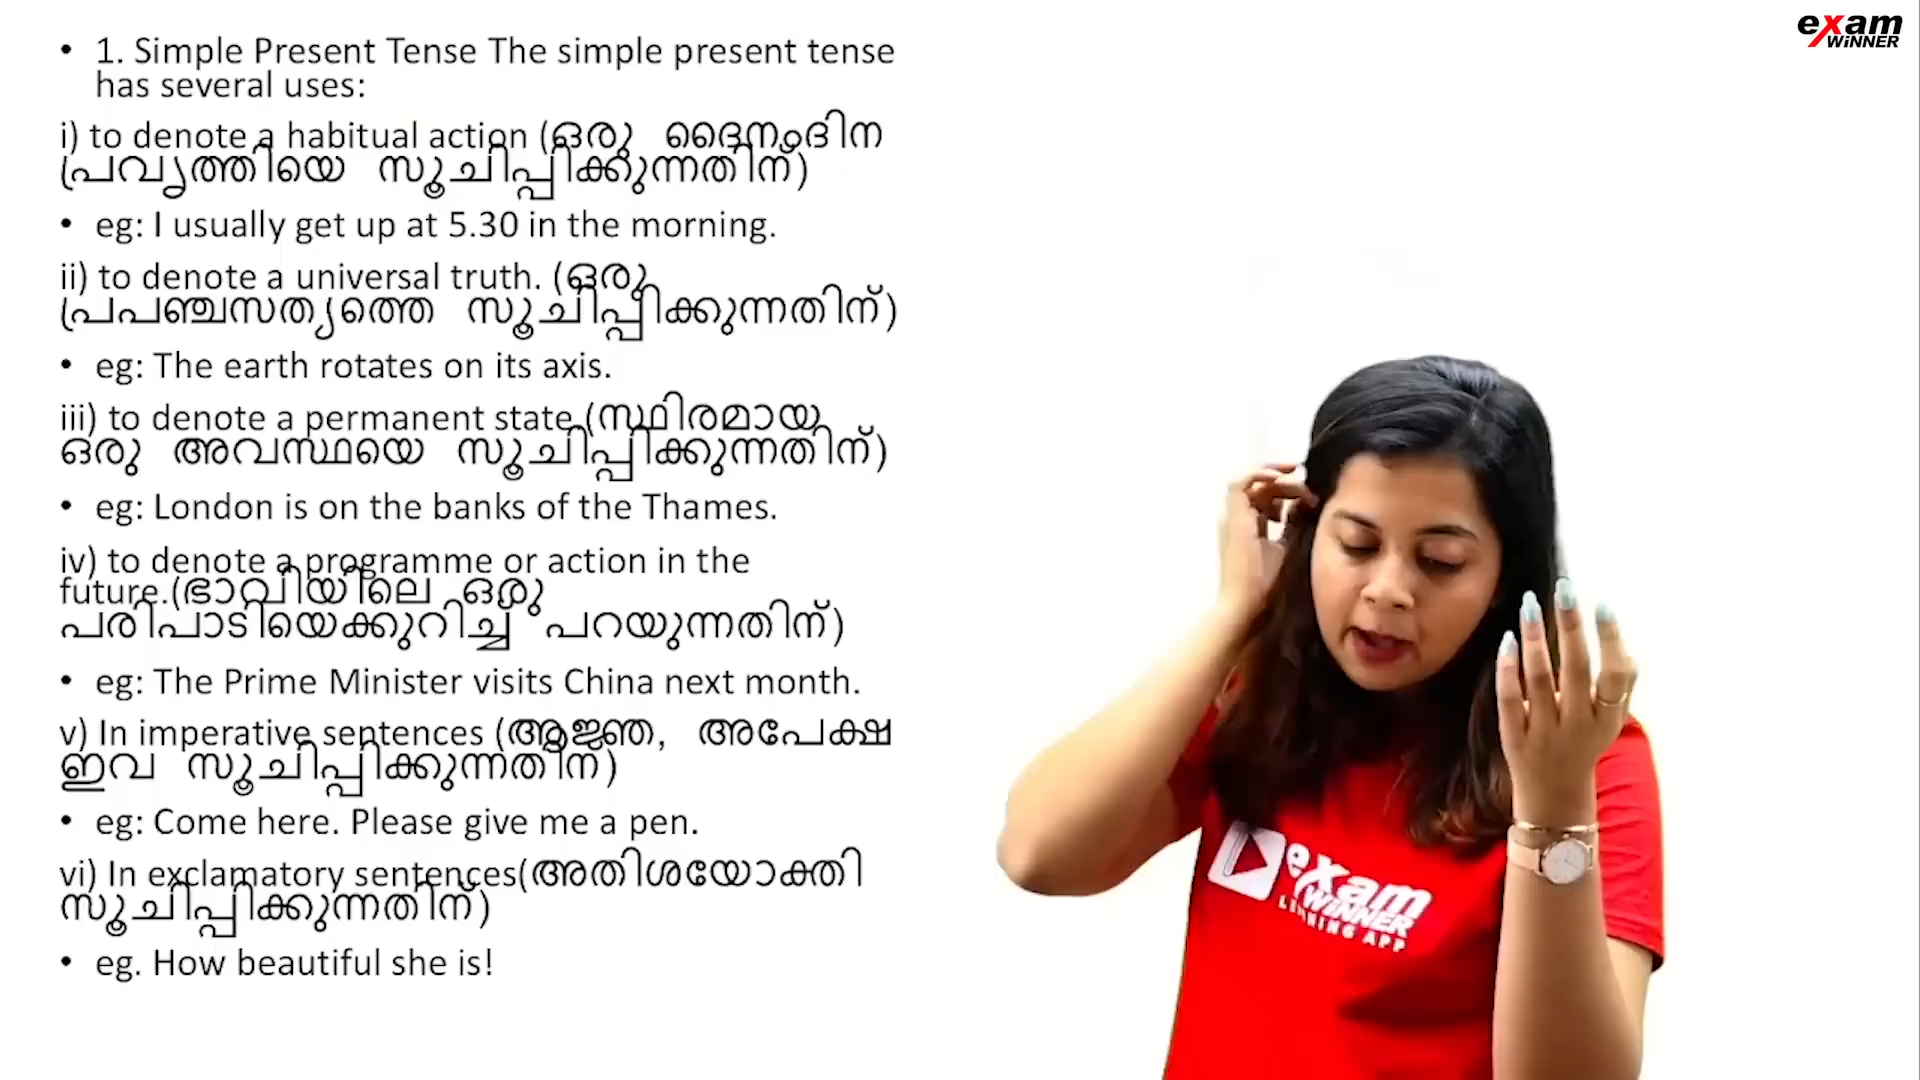 • 1. Simple Present Tense The simple present tense
has several uses:
i) to denote a habitual action (ഒരു ദൈനംദിന
പ്രവൃത്തിയെ സൂചിപ്പിക്കുന്നതിന്)
• eg: I usually get up at 5.30 in the morning.
ii) to denote a universal truth. (ഒരു
പ്രപഞ്ചസത്യത്തെ സൂചിപ്പിക്കുന്നതിന്)
• eg: The earth rotates on its axis.
iii) to denote a permanent state (സ്ഥിരമായ
ഒരു അവസ്ഥയെ സൂചിപ്പിക്കുന്നതിന്)
• eg: London is on the banks of the Thames.
iv) to denote a programme or action in the
future.(ഭാവിയിലെ ഒരു
പരിപാടിയെക്കുറിച്ച് പറയുന്നതിന്)
• eg: The Prime Minister visits China next month.
v) In imperative sentences (ആജ്ഞ, അപേക്ഷ
ഇവ സൂചിപ്പിക്കുന്നതിന്)
• eg: Come here. Please give me a pen.
vi) In exclamatory sentences(അതിശയോക്തി
സൂചിപ്പിക്കുന്നതിന്)
• eg. How beautiful she is!
exam
WiNNER
exam
WiNNER
LEARNING APP